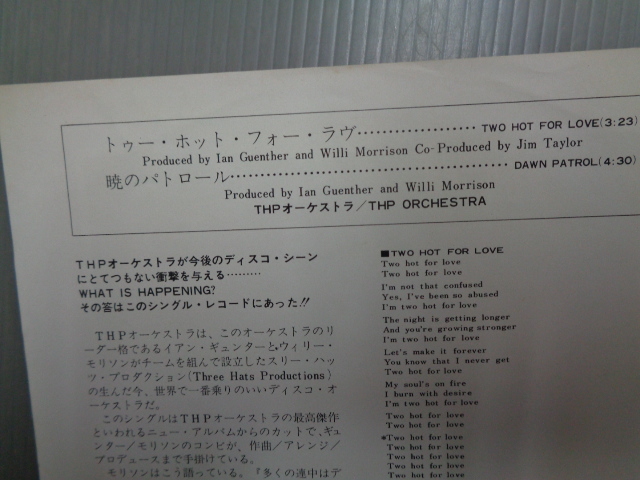 トゥー・ホット・フォー・ラヴ………………… TWO HOT FOR LOVE(3:23)
Produced by Ian Guenther and Willi Morrison Co-Produced by Jim Taylor
暁のパトロール………………………………………… DAWN PATROL(4:30)
Produced by Ian Guenther and Willi Morrison
THPオーケストラ/THP ORCHESTRA
THPオーケストラが今後のディスコ・シーン
にとてつもない衝撃を与える………
WHAT IS HAPPENING?
その答はこのシングル・レコードにあった!!
THPオーケストラは、このオーケストラのリ
ーダー格であるイアン・ギュンターとウィリー・
モリソンがチームを組んで設立したスリー・ハッ
ツ・プロダクション(Three Hats Productions)
の生んだ今、世界で一番乗りのいいディスコ・オ
ーケストラだ。
このシングルはTHPオーケストラの最高傑作
といわれるニュー・アルバムからのカットで、ギュ
ンター/モリソンのコンビが、作曲/アレンジ/
プロデュースまで手掛けている。
モリソンはこう語っている。『多くの連中はデ
■TWO HOT FOR LOVE
Two hot for love
Two hot for love
I'm not that confused
Yes, I've been so abused
I'm two hot for love
The night is getting longer
And you're growing stronger
I'm two hot for love
Let's make it forever
You know that I never get
Two hot for love
My soul's on fire
I burn with desire
I'm two hot for love
Two hot for love
Two hot for love
*Two hot for love
Two hot for love
Two hot for love
Two hot for love